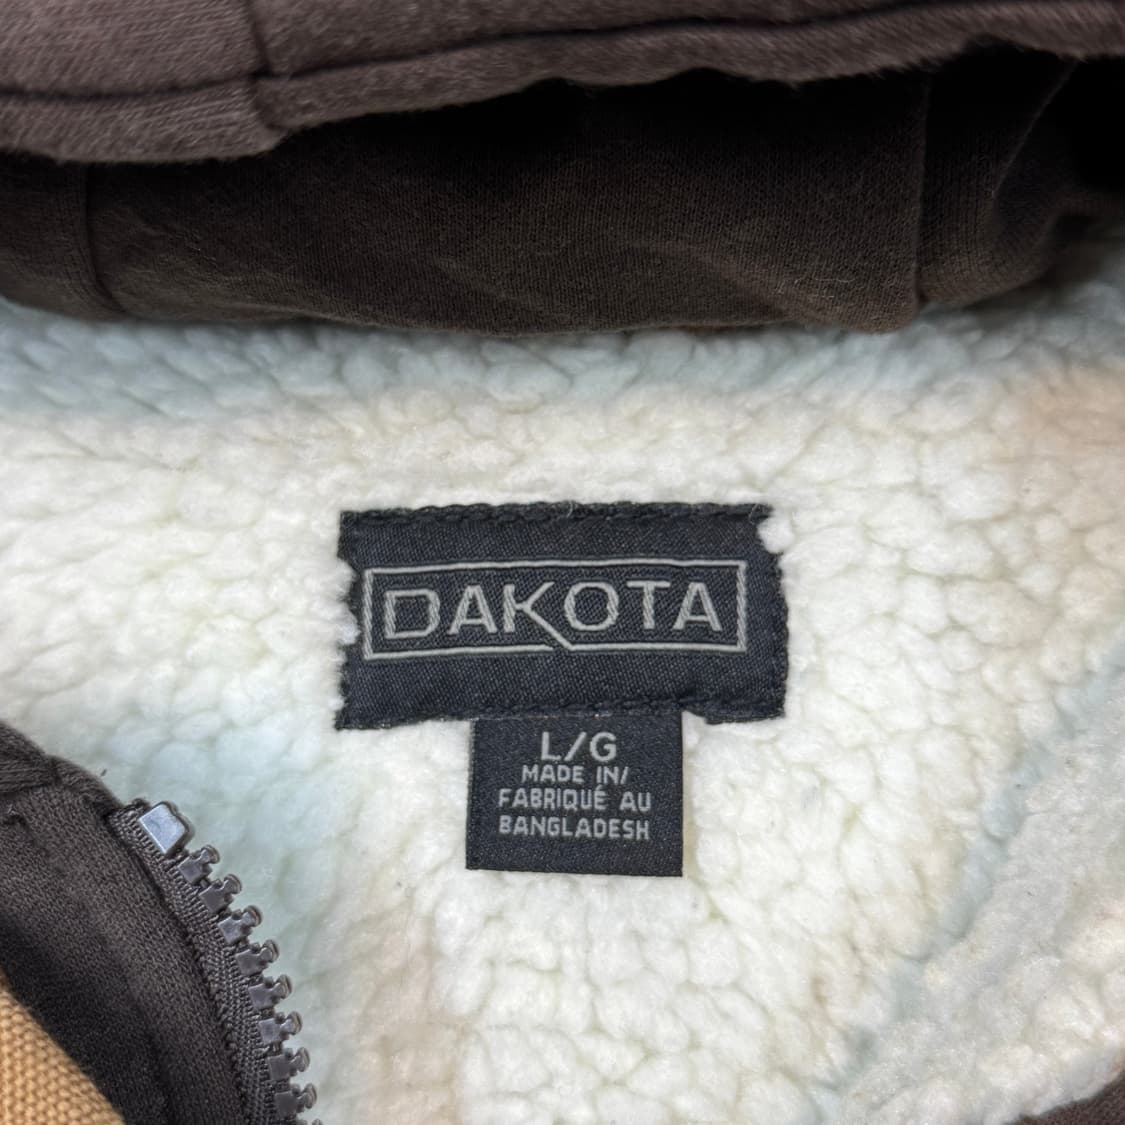 DAKOTA
L/G
MADE IN/
FABRIQUÉ AU
BANGLADESH